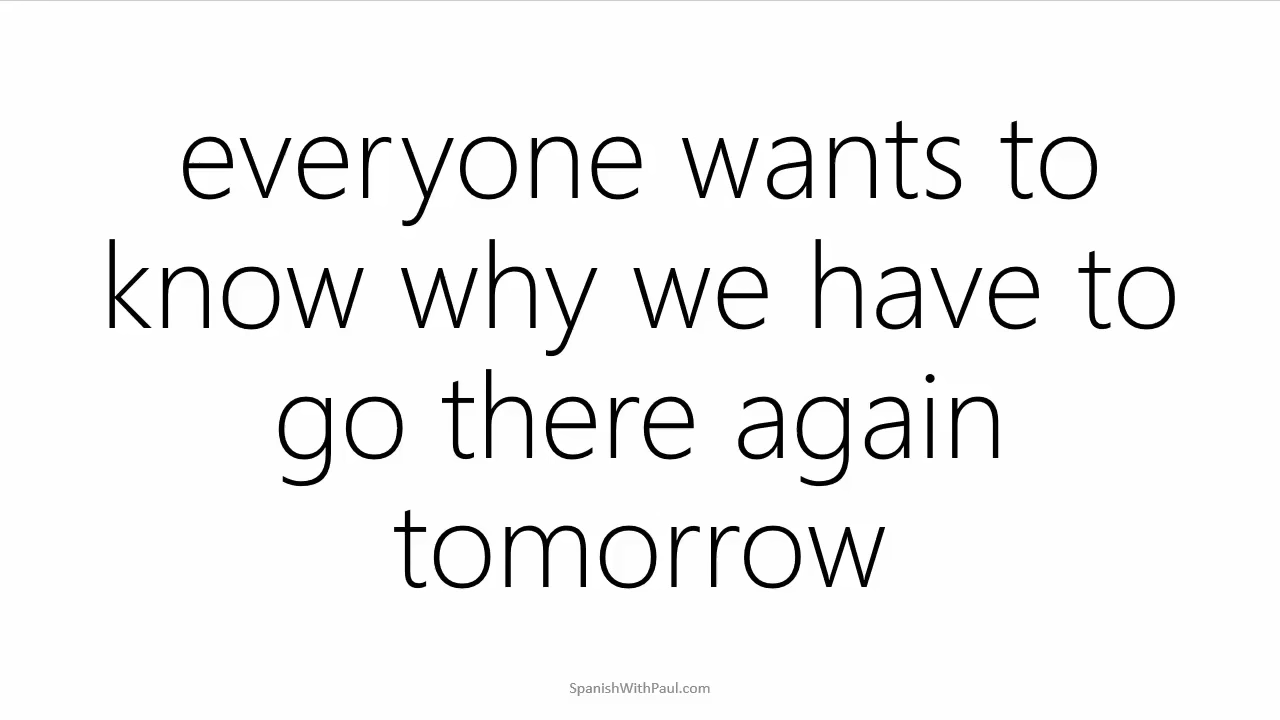 everyone wants to
know why we have to
go there again
tomorrow
SpanishWithPaul.com